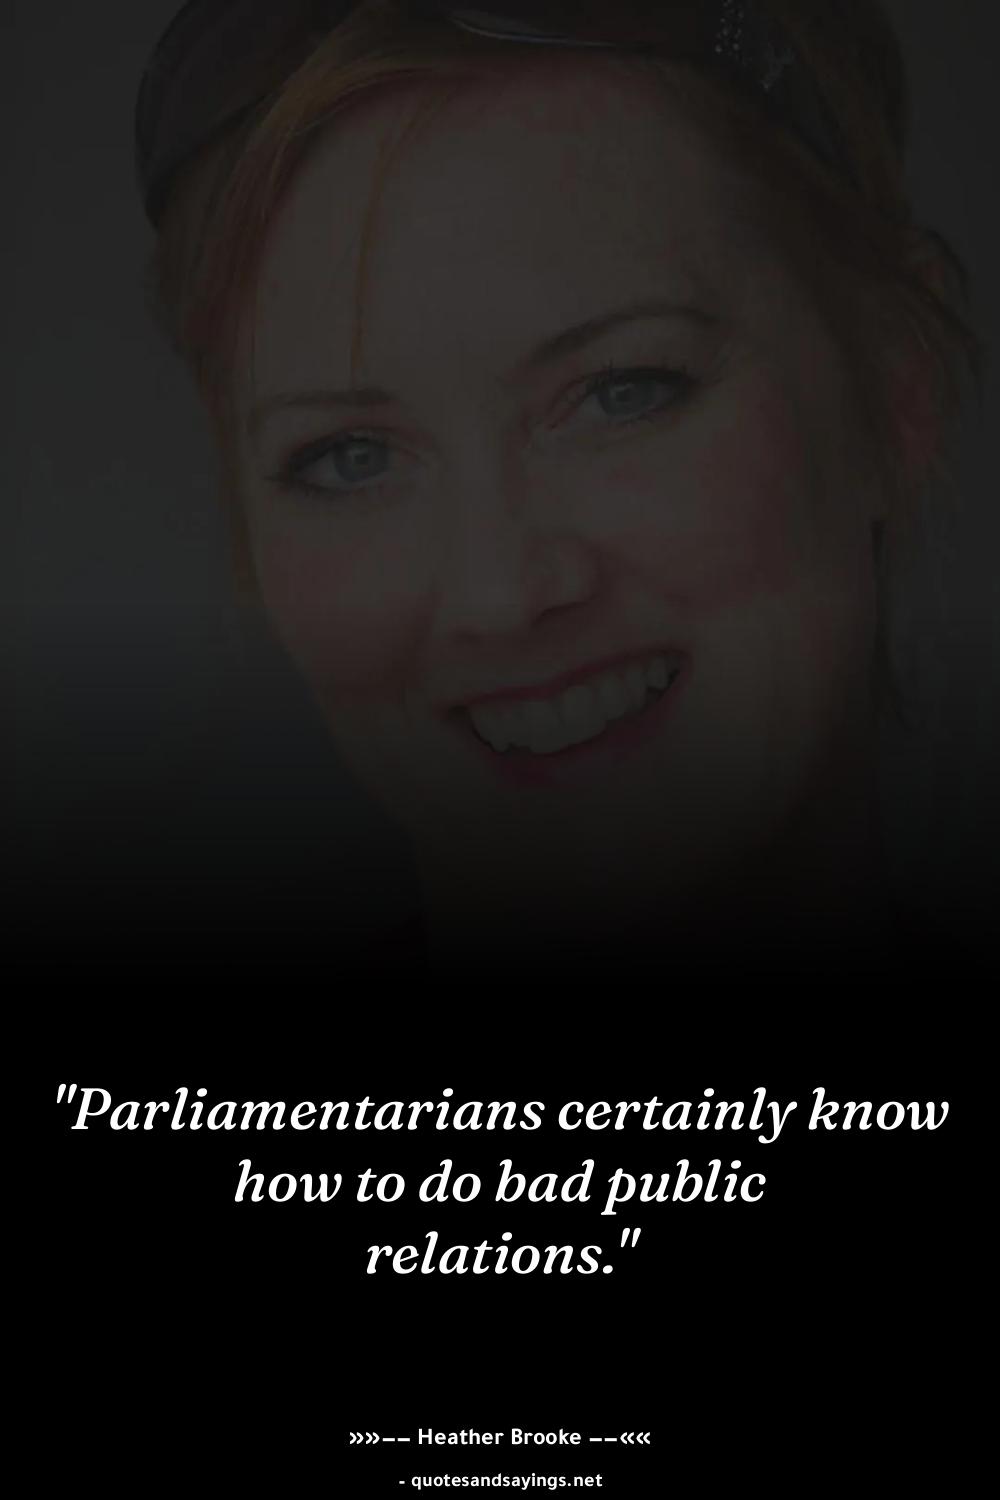 "Parliamentarians certainly know
how to do bad public
relations."
»»–– Heather Brooke ––««
- quotesandsayings.net